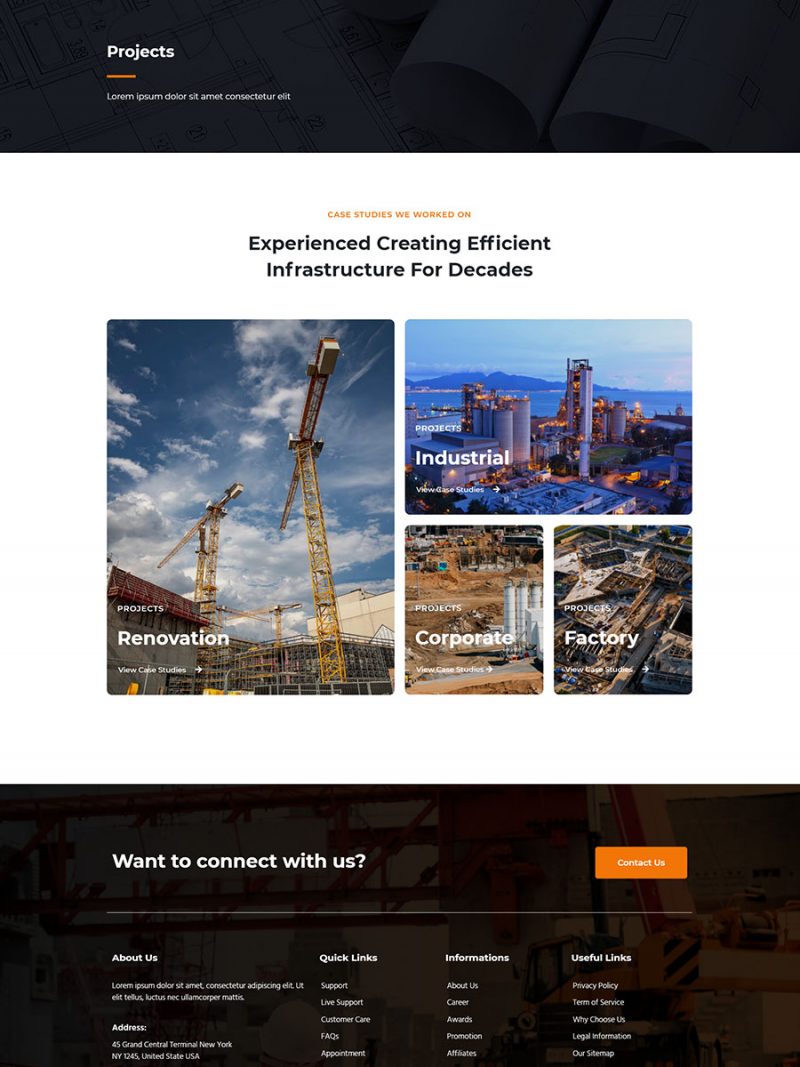 Projects
Lorem ipsum dolor sit amet consectetur elit
CASE STUDIES WE WORKED ON
Experienced Creating Efficient
Infrastructure For Decades
PROJECTS
Renovation
View Case Studies
PROJECTS
Industrial
View Case Studies
PROJECTS
Corporate
View Case Studies
PROJECTS
Factory
View Case Studies
Want to connect with us?
Contact Us
About Us
Lorem ipsum dolor sit amet, consectetur adipiscing elit. Ut
elit tellus, luctus nec ullamcorper mattis.
Address:
45 Grand Central Terminal New York
NY 1245, United State USA
Quick Links
Support
Live Support
Customer Care
FAQs
Appointment
Informations
About Us
Career
Awards
Promotion
Affiliates
Useful Links
Privacy Policy
Term of Service
Why Choose Us
Legal Information
Our Sitemap